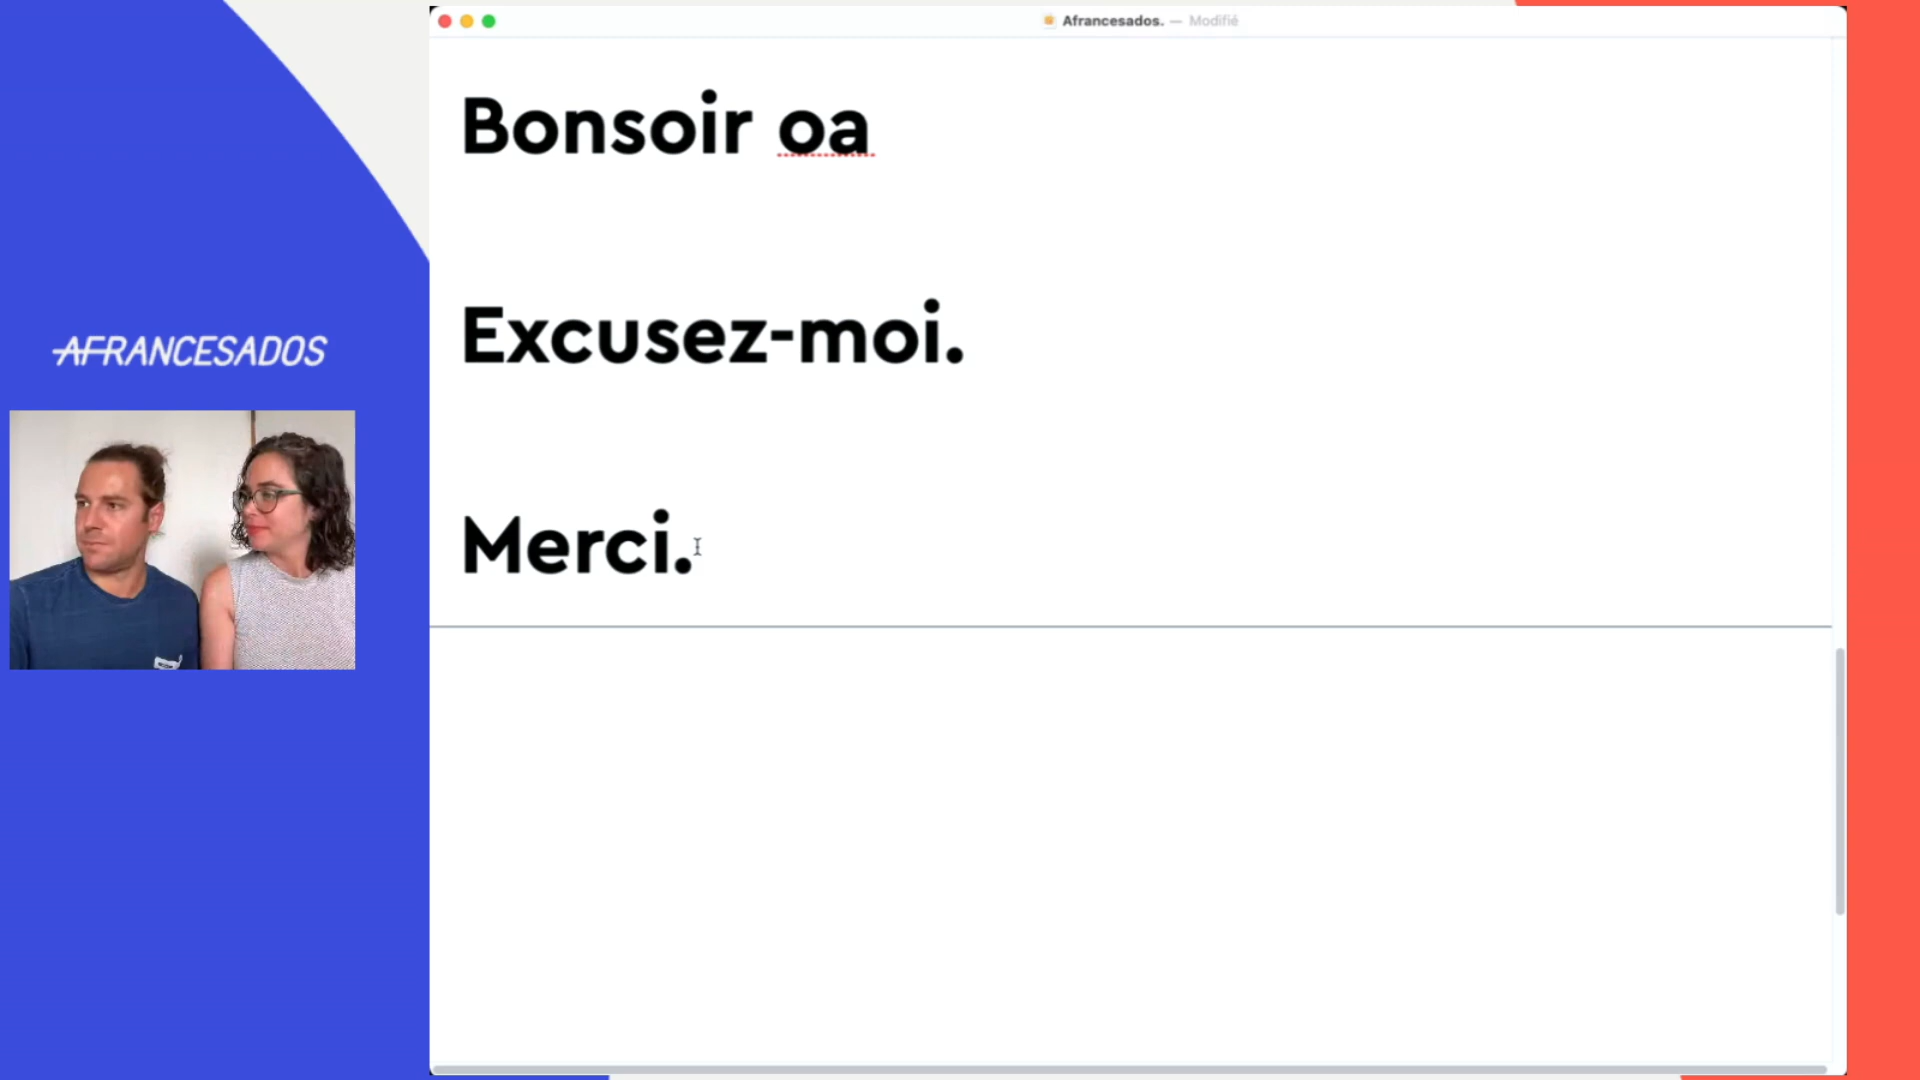 Afrancesados. — Modifié
Bonsoir oa
Excusez-moi.
AFRANCESADOS
Merci.